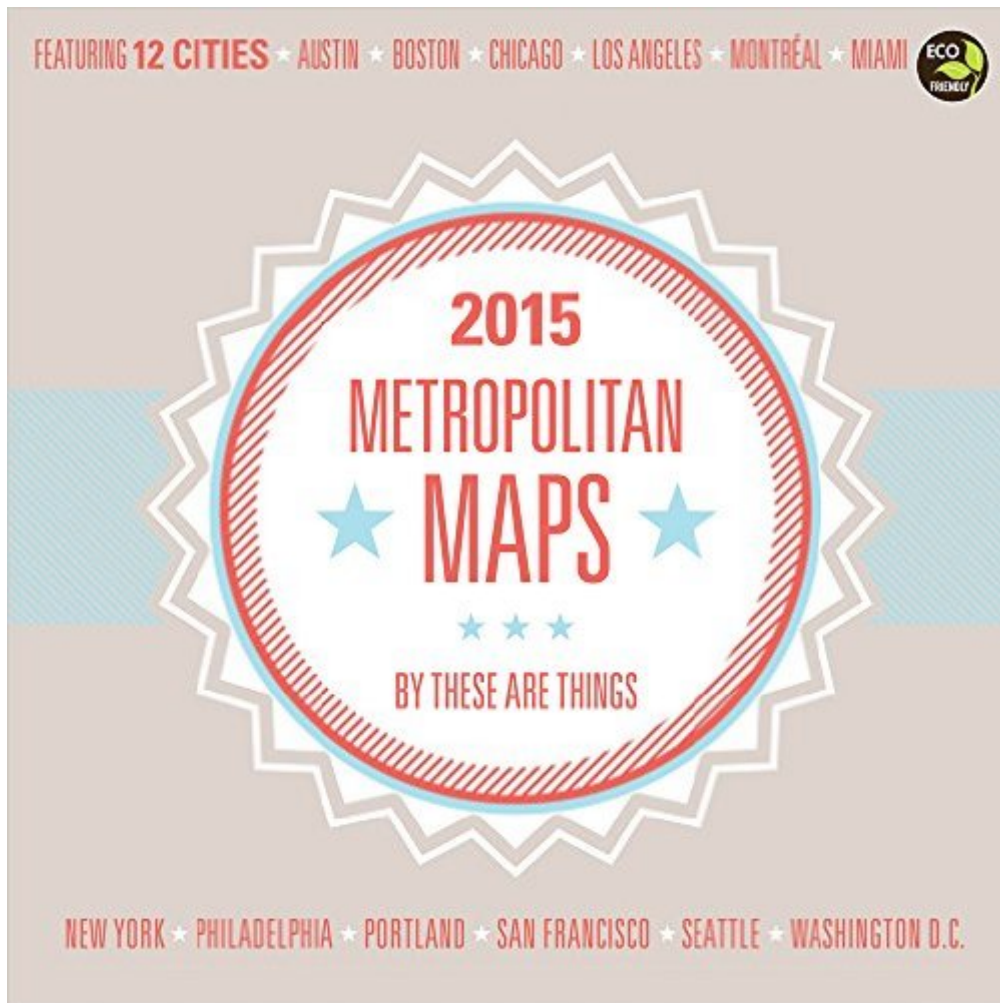 FEATURING 12 CITIES ★ AUSTIN ★ BOSTON ★ CHICAGO ★ LOS ANGELES ★ MONTRÉAL ★ MIAMI
ECO
FRIENDLY
2015
METROPOLITAN
MAPS
BY THESE ARE THINGS
NEW YORK ★ PHILADELPHIA ★ PORTLAND ★ SAN FRANCISCO ★ SEATTLE ★ WASHINGTON D.C.